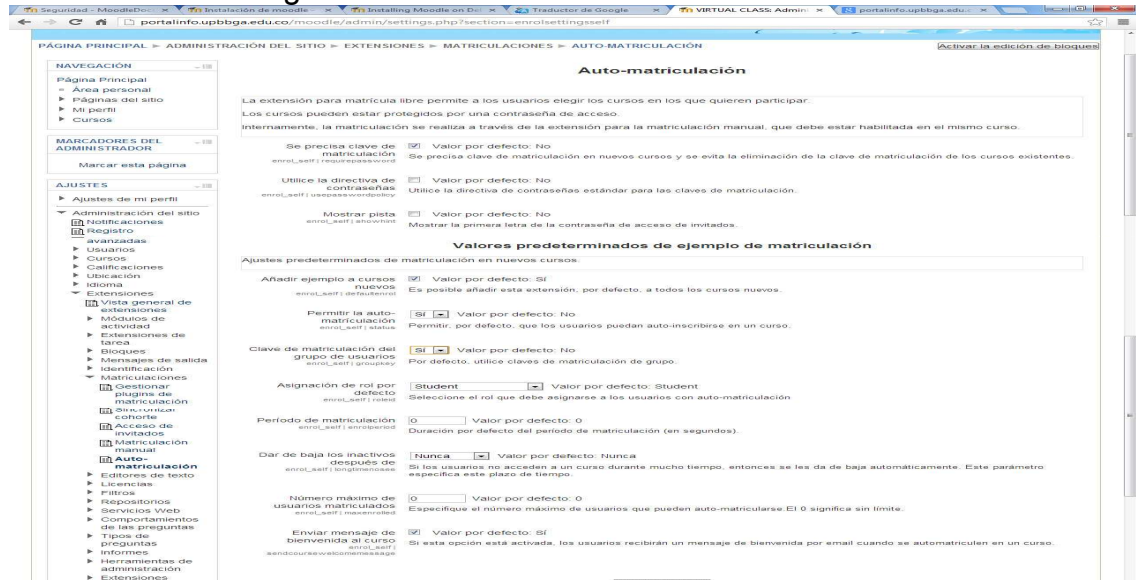 Seguridad - MoodleDoc
Instalación de moodle
Installing Moodle on De
Traductor de Google
VIRTUAL CLASS: Admini
portalinfo.upbbga.edu.c
portalinfo.upbbga.edu.co/moodle/admin/settings.php?section=enrolsettingsself
PÁGINA PRINCIPAL ► ADMINISTRACIÓN DEL SITIO ► EXTENSIONES ► MATRICULACIONES ► AUTO-MATRICULACIÓN
Activar la edición de bloques
NAVEGACIÓN
Página Principal
Área personal
Páginas del sitio
Mi perfil
Cursos
MARCADORES DEL
ADMINISTRADOR
Marcar esta página
AJUSTES
Ajustes de mi perfil
Administración del sitio
Notificaciones
Registro
avanzadas
Usuarios
Cursos
Calificaciones
Ubicación
Idioma
Extensiones
Vista general de
extensiones
Módulos de
actividad
Extensiones de
tarea
Bloques
Mensajes de salida
Identificación
Matriculaciones
Gestionar
plugins de
matriculación
Sincronizar
cohorte
Acceso de
invitados
Matriculación
manual
Auto-
matriculación
Editores de texto
Licencias
Filtros
Repositorios
Servicios Web
Comportamientos
de las preguntas
Tipos de
preguntas
Informes
Herramientas de
administración
Extensiones
Auto-matriculación
La extensión para matrícula libre permite a los usuarios elegir los cursos en los que quieren participar.
Los cursos pueden estar protegidos por una contraseña de acceso.
Internamente, la matriculación se realiza a través de la extensión para la matriculación manual, que debe estar habilitada en el mismo curso.
Se precisa clave de
matriculación
enrol_self | requirepassword
Valor por defecto: No
Se precisa clave de matriculación en nuevos cursos y se evita la eliminación de la clave de matriculación de los cursos existentes.
Utilice la directiva de
contraseñas
enrol_self | usepasswordpolicy
Valor por defecto: No
Utilice la directiva de contraseñas estándar para las claves de matriculación.
Mostrar pista
enrol_self | showhint
Valor por defecto: No
Mostrar la primera letra de la contraseña de acceso de invitados.
Valores predeterminados de ejemplo de matriculación
Ajustes predeterminados de matriculación en nuevos cursos.
Añadir ejemplo a cursos
nuevos
enrol_self | defaultenrol
Valor por defecto: Sí
Es posible añadir esta extensión, por defecto, a todos los cursos nuevos.
Permitir la auto-
matriculación
enrol_self | status
Sí Valor por defecto: No
Permitir, por defecto, que los usuarios puedan auto-inscribirse en un curso.
Clave de matriculación del
grupo de usuarios
enrol_self | groupkey
Sí Valor por defecto: No
Por defecto, utilice claves de matriculación de grupo.
Asignación de rol por
defecto
enrol_self | roleid
Student Valor por defecto: Student
Seleccione el rol que debe asignarse a los usuarios con auto-matriculación
Período de matriculación
enrol_self | enrolperiod
0 Valor por defecto: 0
Duración por defecto del período de matriculación (en segundos).
Dar de baja los inactivos
después de
enrol_self | longtimenosee
Nunca Valor por defecto: Nunca
Si los usuarios no acceden a un curso durante mucho tiempo, entonces se les da de baja automáticamente. Este parámetro
especifica este plazo de tiempo.
Número máximo de
usuarios matriculados
enrol_self | maxenrolled
0 Valor por defecto: 0
Especifique el número máximo de usuarios que pueden auto-matricularse.El 0 significa sin límite.
Enviar mensaje de
bienvenida al curso
enrol_self |
sendcoursewelcomemessage
Valor por defecto: Sí
Si esta opción está activada, los usuarios recibirán un mensaje de bienvenida por email cuando se automatriculen en un curso.